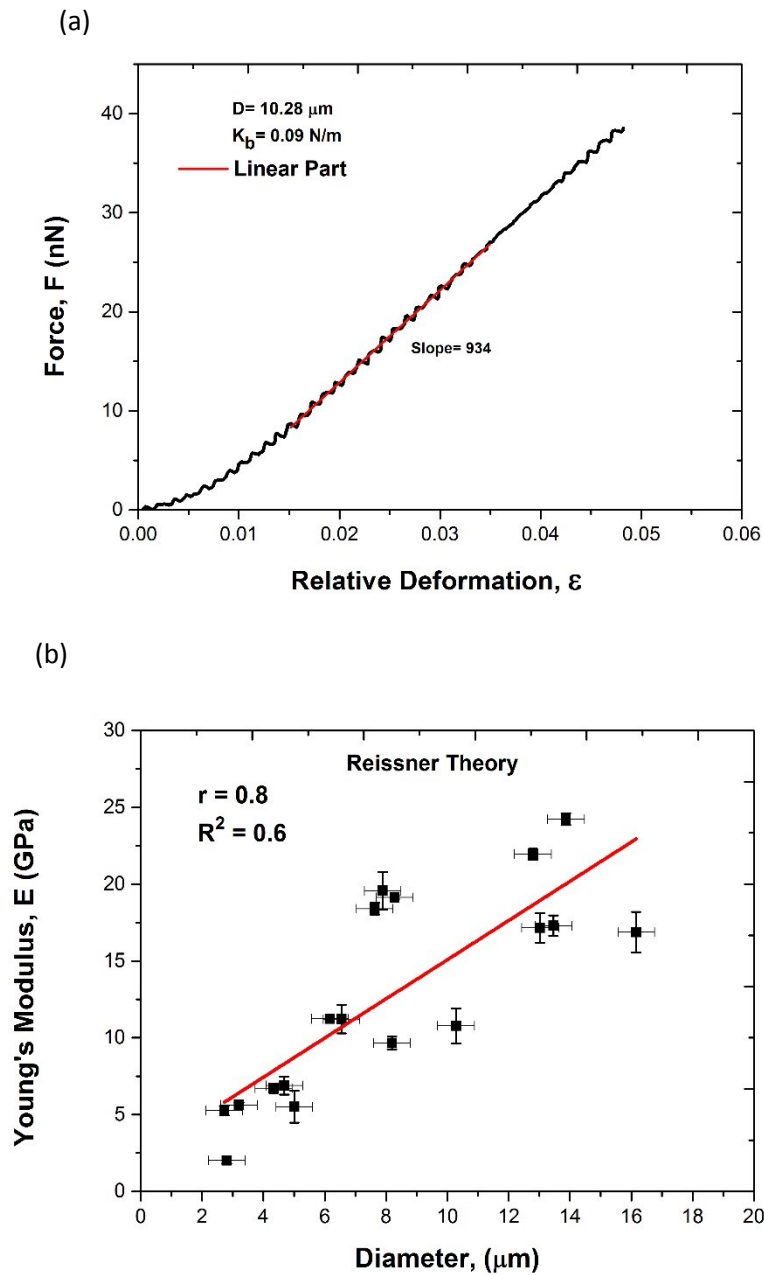 (a)
D= 10.28 μm
K_b= 0.09 N/m
Linear Part
Slope= 934
40
30
20
10
0
Force, F (nN)
0.00 0.01 0.02 0.03 0.04 0.05 0.06
Relative Deformation, ε
(b)
Reissner Theory
r = 0.8
R² = 0.6
30
25
20
15
10
5
0
Young's Modulus, E (GPa)
0 2 4 6 8 10 12 14 16 18 20
Diameter, (μm)